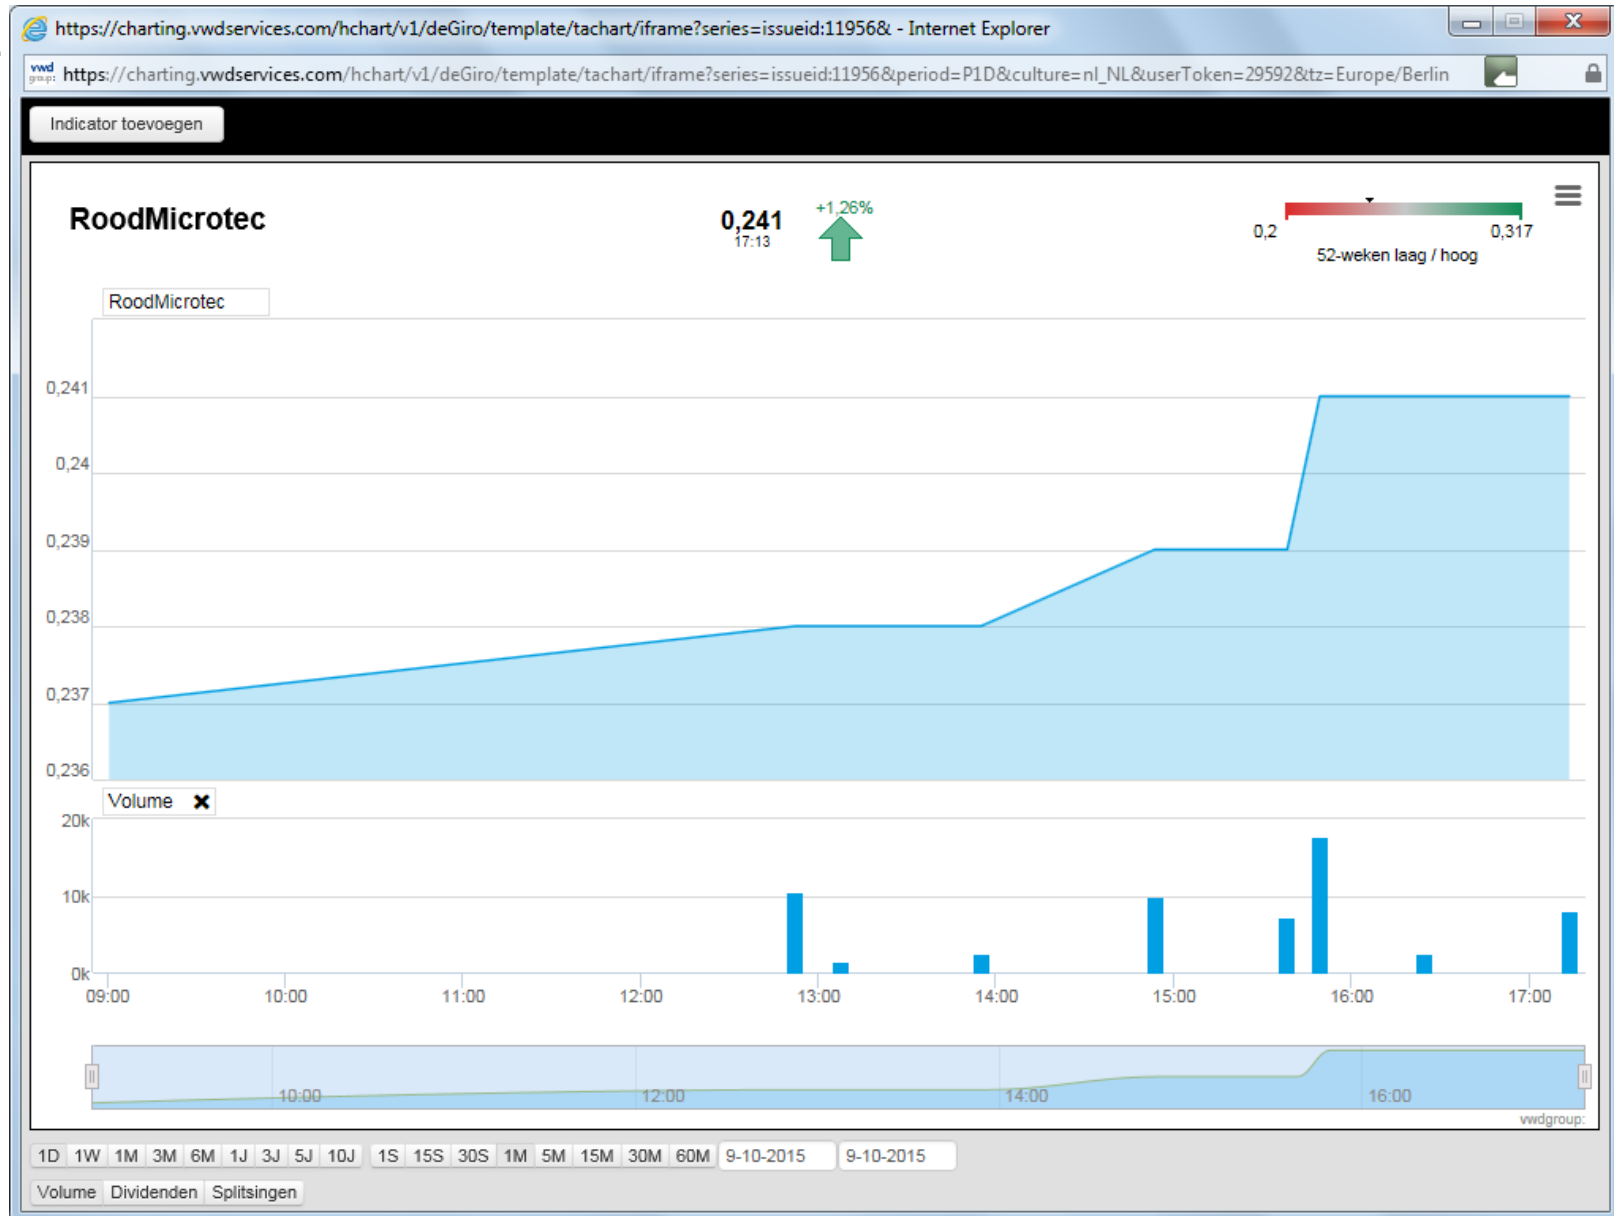 https://charting.vwdservices.com/hchart/v1/deGiro/template/tachart/iframe?series=issueid:11956& - Internet Explorer
vwd group: https://charting.vwdservices.com/hchart/v1/deGiro/template/tachart/iframe?series=issueid:11956&period=P1D&culture=nl_NL&userToken=29592&tz=Europe/Berlin
Indicator toevoegen
RoodMicrotec
0,241
17:13
+1,26%
0,2
0,317
52-weken laag / hoog
RoodMicrotec
0,241
0,24
0,239
0,238
0,237
0,236
Volume
20k
10k
0k
09:00 10:00 11:00 12:00 13:00 14:00 15:00 16:00 17:00
10:00 12:00 14:00 16:00
vwdgroup:
1D 1W 1M 3M 6M 1J 3J 5J 10J 1S 15S 30S 1M 5M 15M 30M 60M 9-10-2015 9-10-2015
Volume Dividenden Splitsingen